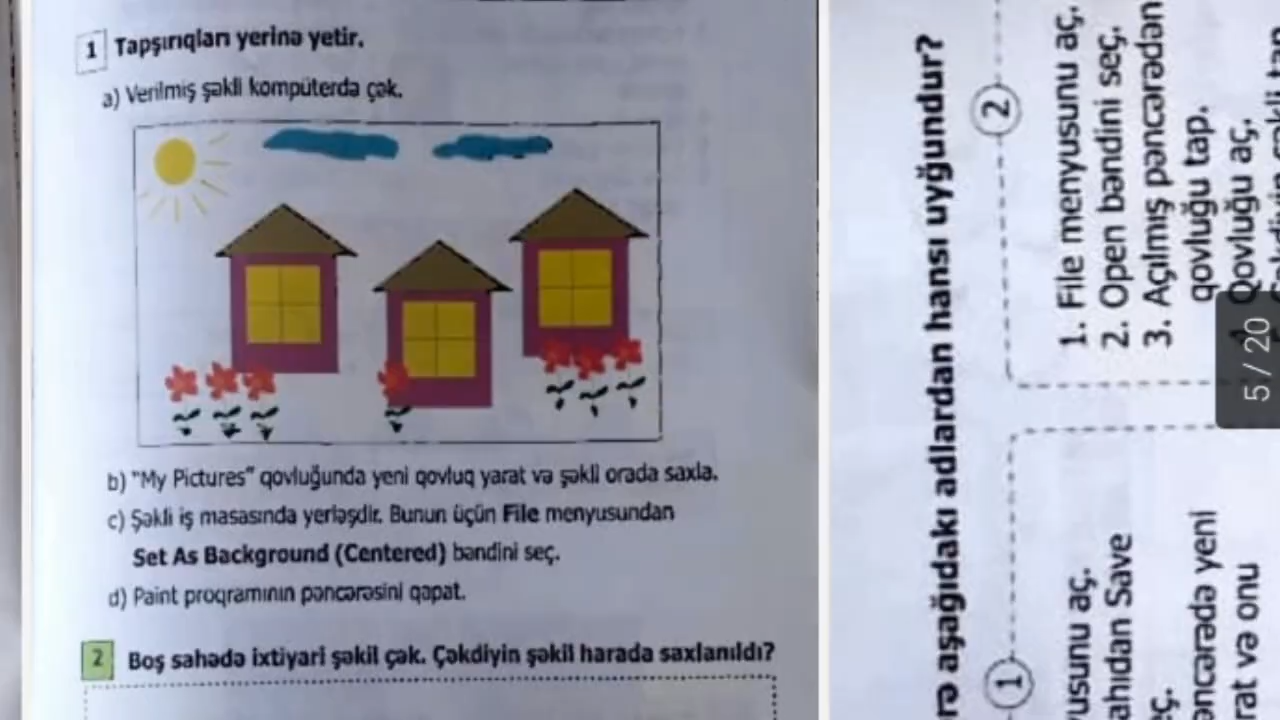 1 Tapşırıqları yerinə yetir.
a) Verilmiş şəkli kompüterdə çək.
b) "My Pictures" qovluğunda yeni qovluq yarat və şəkli orada saxla.
c) Şəkli iş masasında yerləşdir. Bunun üçün File menyusundan
Set As Background (Centered) bəndini seç.
d) Paint proqramının pəncərəsini qapat.
2 Boş sahədə ixtiyari şəkil çək. Çəkdiyin şəkil harada saxlanıldı?
rə aşağıdakı adlardan hansı uyğundur?
1
usunu aç.
ahıdan Save
ç.
əncərədə yeni
rat və onu
2
1. File menyusunu aç.
2. Open bəndini seç.
3. Açılmış pəncərədən
qovluğu tap.
Qovluğu aç.
5 / 20